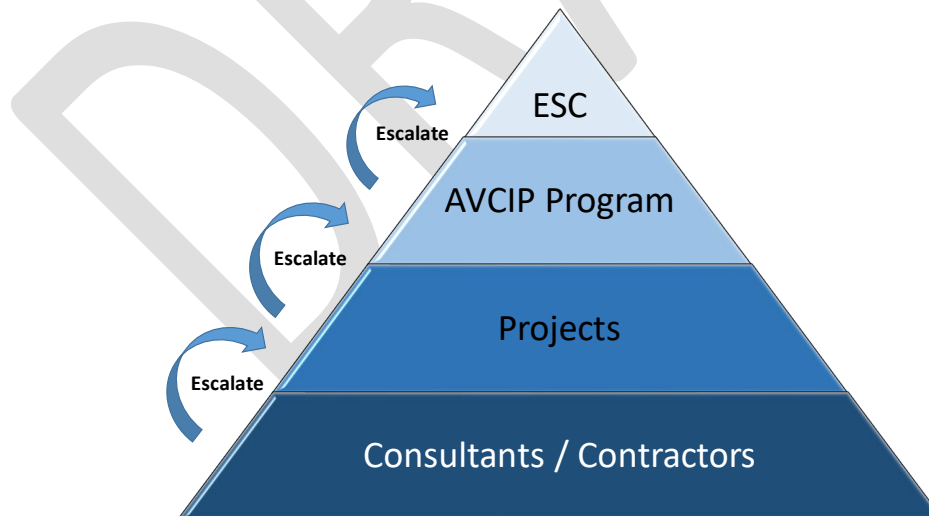 ESC
Escalate
AVCIP Program
Escalate
Projects
Escalate
Consultants / Contractors